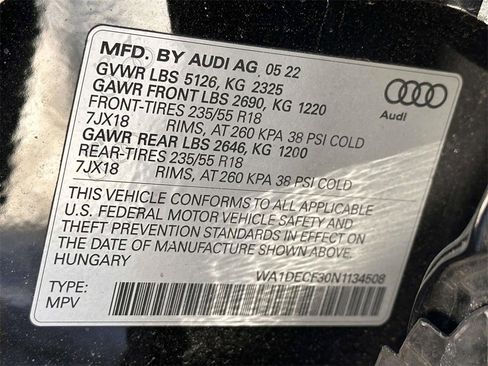 MFD. BY AUDI AG 05 22
GVWR LBS 5126, KG 2325
GAWR FRONT LBS 2690, KG 1220
FRONT-TIRES 235/55 R18
7JX18 RIMS, AT 260 KPA 38 PSI COLD
GAWR REAR LBS 2646, KG 1200
REAR-TIRES 235/55 R18
7JX18 RIMS, AT 260 KPA 38 PSI COLD
Audi
THIS VEHICLE CONFORMS TO ALL APPLICABLE
U.S. FEDERAL MOTOR VEHICLE SAFETY AND
THEFT PREVENTION STANDARDS IN EFFECT ON
THE DATE OF MANUFACTURE SHOWN ABOVE.
HUNGARY
WA1DECF30N1134508
TYPE:
MPV